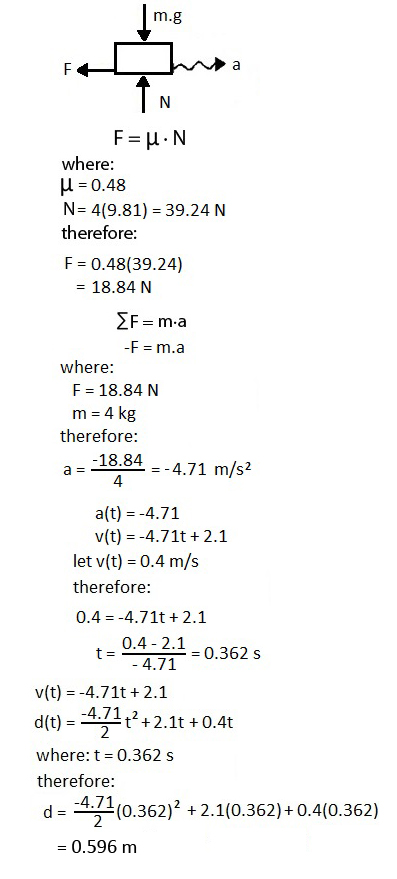 m.g
F a
N
F = μ · N
where:
μ = 0.48
N= 4(9.81) = 39.24 N
therefore:
F = 0.48(39.24)
= 18.84 N
∑F = m·a
-F = m.a
where:
F = 18.84 N
m = 4 kg
therefore:
a = -18.84/4 = -4.71 m/s²
a(t) = -4.71
v(t) = -4.71t + 2.1
let v(t) = 0.4 m/s
therefore:
0.4 = -4.71t + 2.1
t = (0.4 - 2.1)/(-4.71) = 0.362 s
v(t) = -4.71t + 2.1
d(t) = -4.71/2 t² + 2.1t + 0.4t
where: t = 0.362 s
therefore:
d = -4.71/2 (0.362)² + 2.1(0.362) + 0.4(0.362)
= 0.596 m